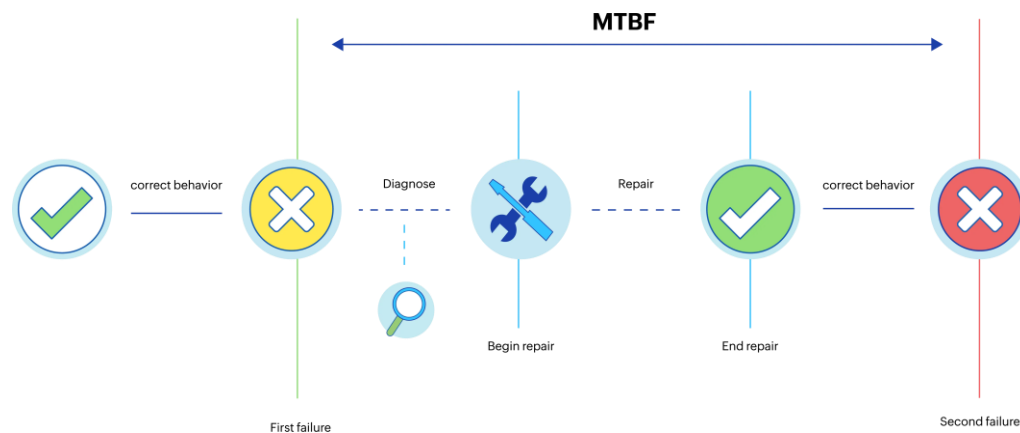 MTBF
correct behavior
Diagnose
Repair
correct behavior
Begin repair
End repair
First failure
Second failure